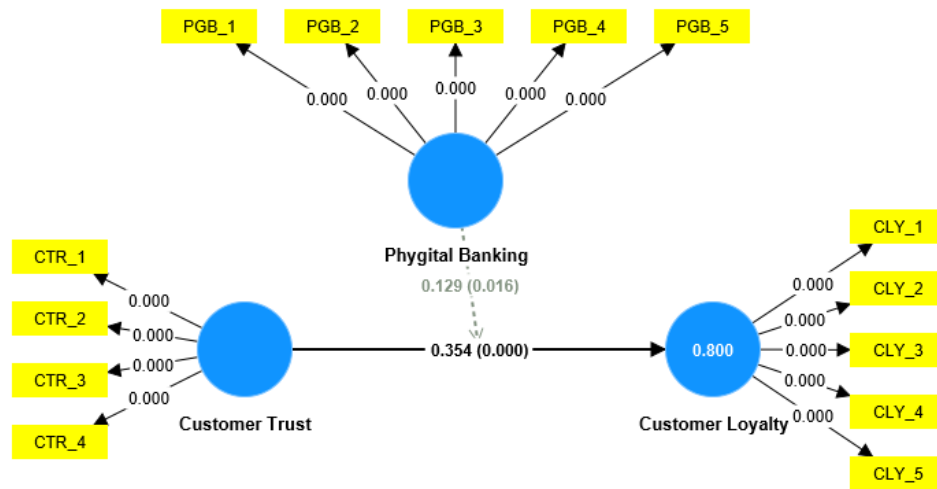 PGB_1
PGB_2
PGB_3
PGB_4
PGB_5
0.000
0.000
0.000
0.000
0.000
Phygital Banking
0.129 (0.016)
CTR_1
CTR_2
CTR_3
CTR_4
0.000
0.000
0.000
0.000
Customer Trust
0.354 (0.000)
0.800
Customer Loyalty
0.000
0.000
0.000
0.000
0.000
CLY_1
CLY_2
CLY_3
CLY_4
CLY_5